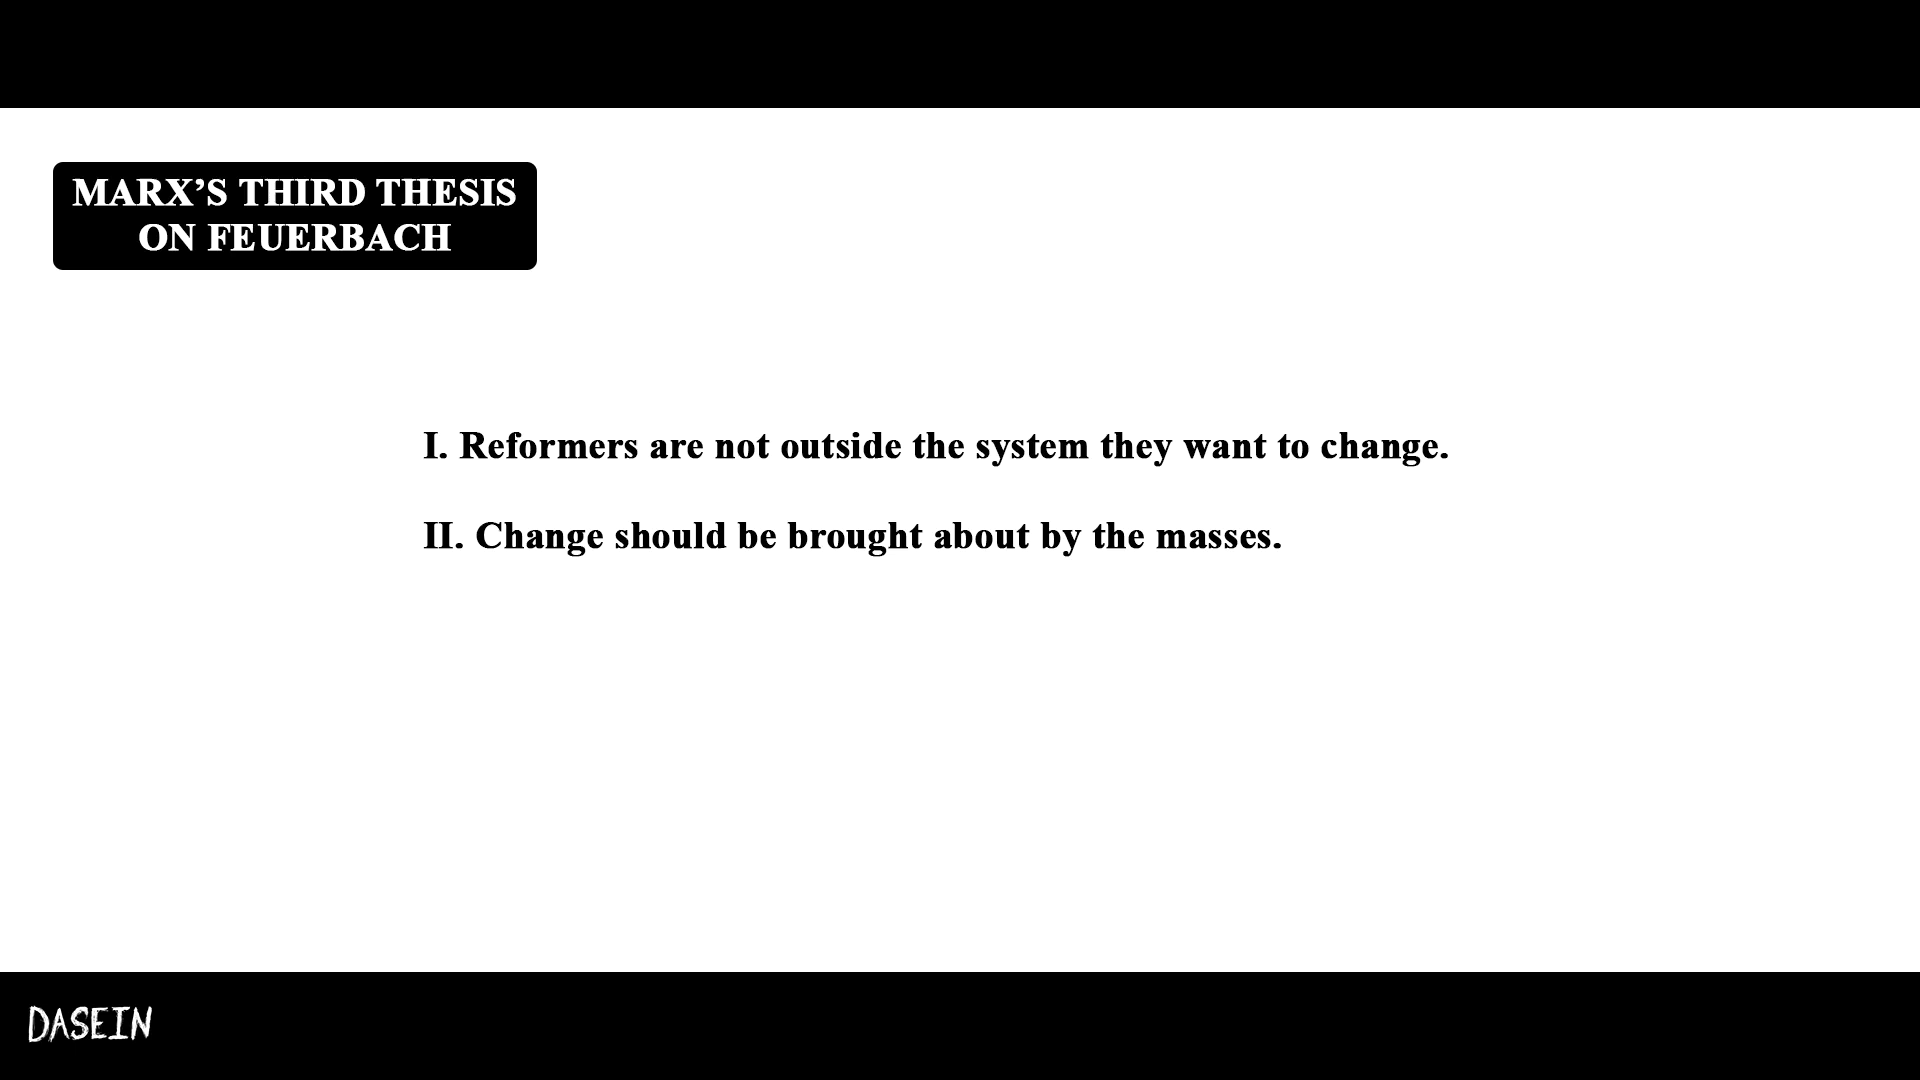 MARX’S THIRD THESIS
ON FEUERBACH
I. Reformers are not outside the system they want to change.
II. Change should be brought about by the masses.
DASEIN